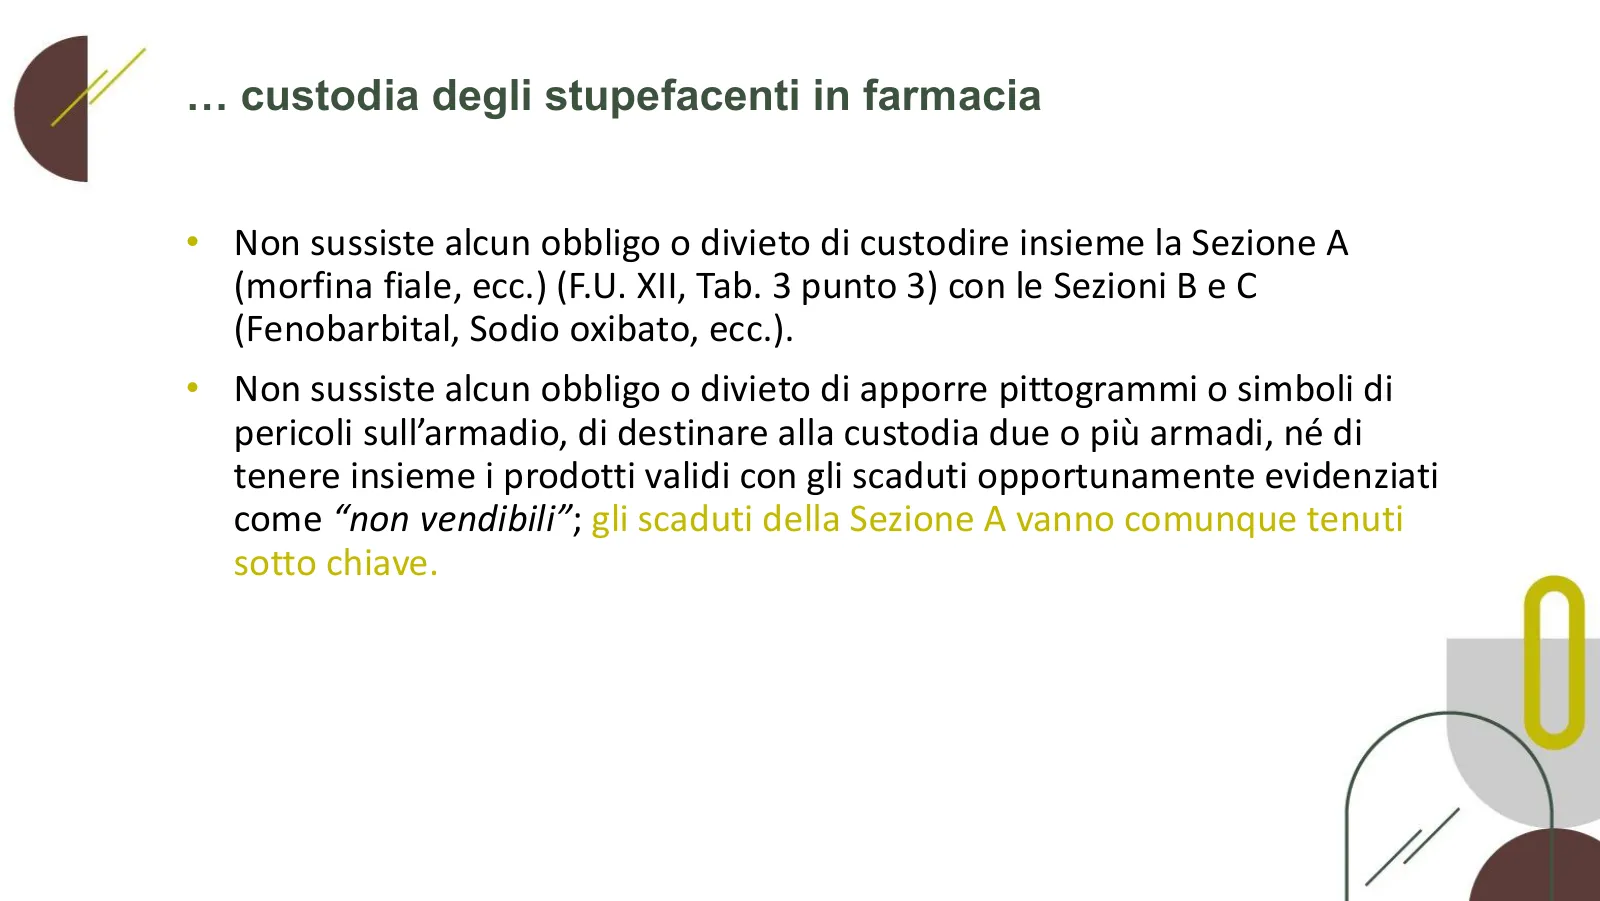 … custodia degli stupefacenti in farmacia
• Non sussiste alcun obbligo o divieto di custodire insieme la Sezione A
(morfina fiale, ecc.) (F.U. XII, Tab. 3 punto 3) con le Sezioni B e C
(Fenobarbital, Sodio oxibato, ecc.).
• Non sussiste alcun obbligo o divieto di apporre pittogrammi o simboli di
pericoli sull’armadio, di destinare alla custodia due o più armadi, né di
tenere insieme i prodotti validi con gli scaduti opportunamente evidenziati
come “non vendibili”; gli scaduti della Sezione A vanno comunque tenuti
sotto chiave.